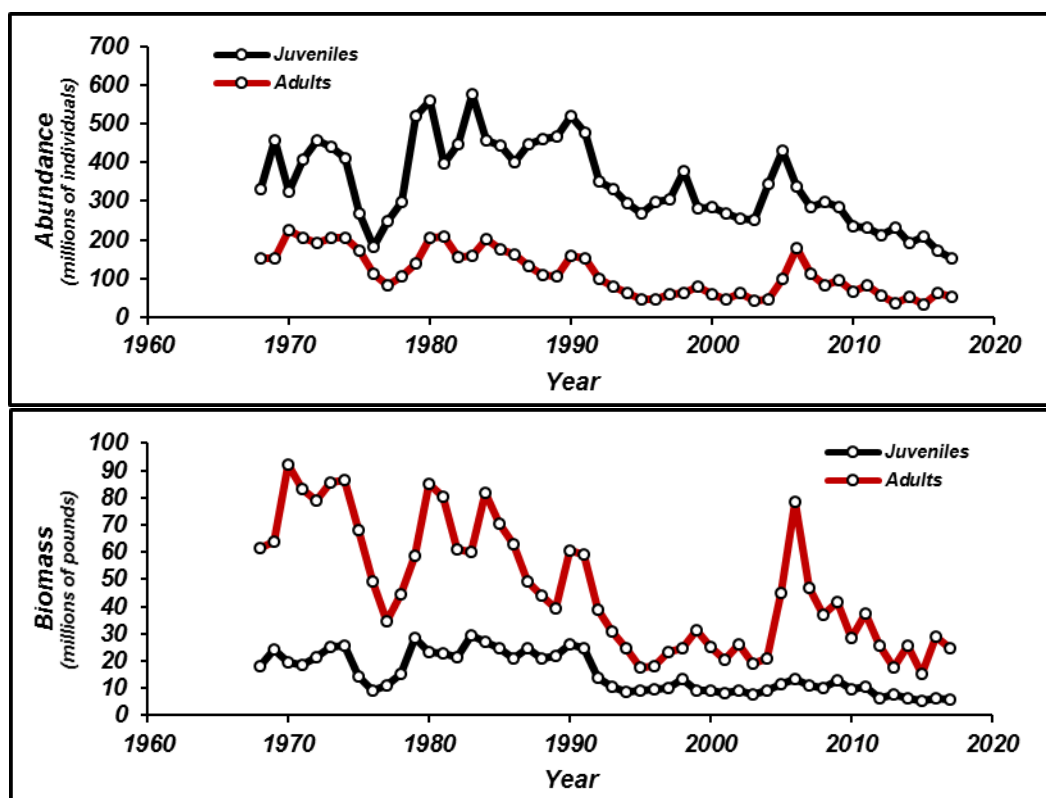 700
600
500
400
300
200
100
0
Abundance
(millions of individuals)
Juveniles
Adults
1960 1970 1980 1990 2000 2010 2020
Year
100
90
80
70
60
50
40
30
20
10
0
Biomass
(millions of pounds)
Juveniles
Adults
1960 1970 1980 1990 2000 2010 2020
Year